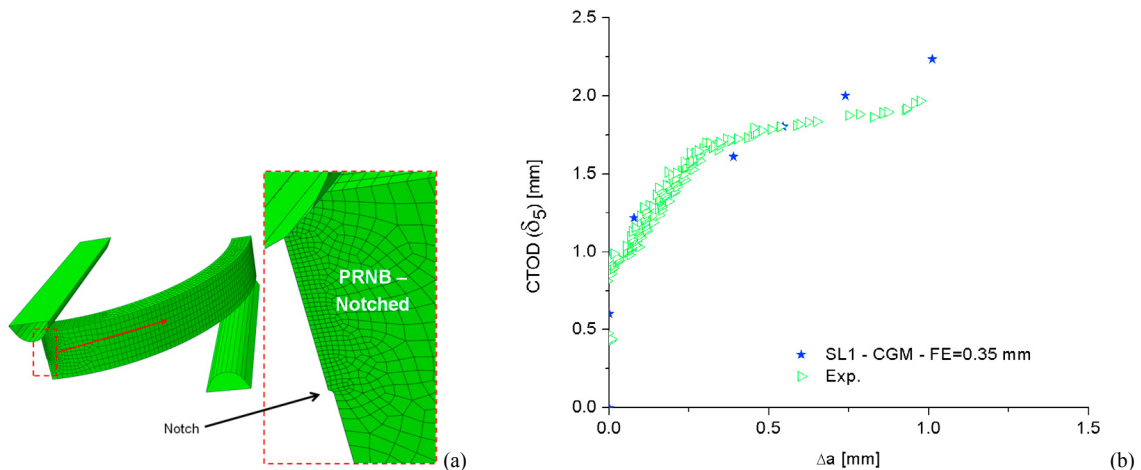 PRNB –
Notched
Notch
(a)
CTOD (δ5) [mm]
2.5
2.0
1.5
1.0
0.5
0.0
SL1 - CGM - FE=0.35 mm
Exp.
0.0 0.5 1.0 1.5
Δa [mm]
(b)